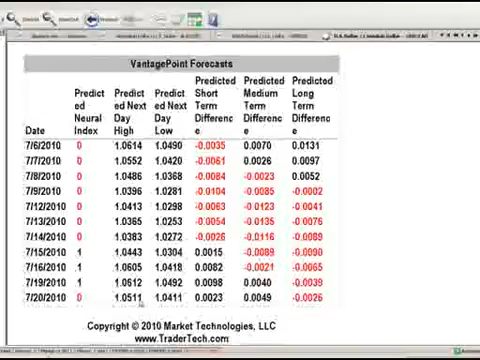 VantagePoint Forecasts
Predicted Predicted Predicted
Predict Predict Predict Short Medium Long
ed ed Next ed Next Term Term Term
Neural Day Day Differenc Differenc Differenc
Date Index High Low e e e
7/6/2010 0 1.0614 1.0490 -0.0035 0.0070 0.0131
7/7/2010 0 1.0552 1.0420 -0.0061 0.0026 0.0097
7/8/2010 0 1.0486 1.0368 -0.0084 -0.0023 0.0052
7/9/2010 0 1.0396 1.0281 -0.0104 -0.0085 -0.0002
7/12/2010 0 1.0413 1.0298 -0.0063 -0.0123 -0.0041
7/13/2010 0 1.0365 1.0253 -0.0054 -0.0135 -0.0076
7/14/2010 0 1.0383 1.0272 -0.0026 -0.0116 -0.0089
7/15/2010 1 1.0443 1.0304 0.0015 -0.0089 -0.0090
7/16/2010 1 1.0605 1.0418 0.0082 -0.0021 -0.0065
7/19/2010 1 1.0612 1.0492 0.0098 0.0040 -0.0039
7/20/2010 0 1.0511 1.0411 0.0023 0.0049 -0.0026
Copyright © 2010 Market Technologies, LLC
www.TraderTech.com